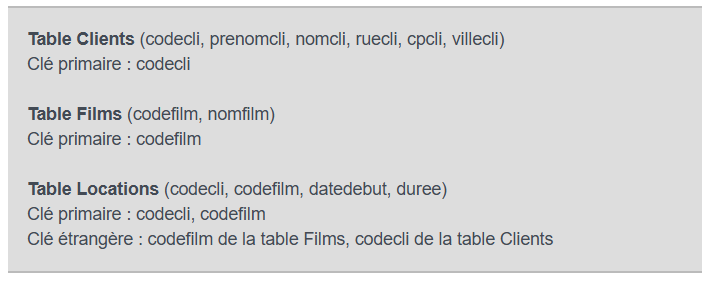 Table Clients (codecli, prenomcli, nomcli, ruecli, cpcli, villecli)
Clé primaire : codecli
Table Films (codefilm, nomfilm)
Clé primaire : codefilm
Table Locations (codecli, codefilm, datedebut, duree)
Clé primaire : codecli, codefilm
Clé étrangère : codefilm de la table Films, codecli de la table Clients